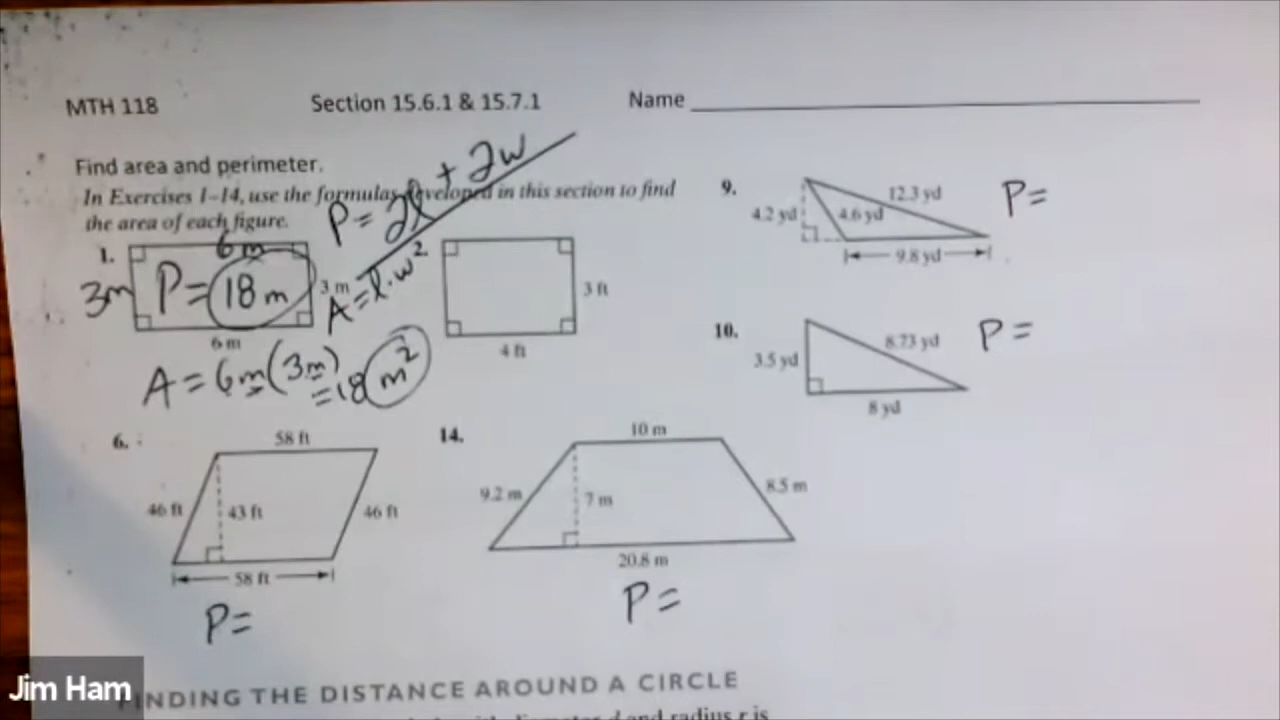 MTH 118 Section 15.6.1 & 15.7.1 Name
Find area and perimeter.
In Exercises 1–14, use the formulas developed in this section to find
the area of each figure.
P = 2l + 2w
A = l·w
1.
6m
3m
P = 18 m
3 m
6 m
A = 6m(3m)
= 18 m²
2
3 ft
4 ft
6.
58 ft
46 ft
43 ft
46 ft
58 ft
P =
14.
10 m
9.2 m
7 m
8.5 m
20.8 m
P =
9.
12.3 yd
4.2 yd
4.6 yd
9.8 yd
P =
10.
8.73 yd
3.5 yd
8 yd
P =
Jim Ham
FINDING THE DISTANCE AROUND A CIRCLE
d and radius r is